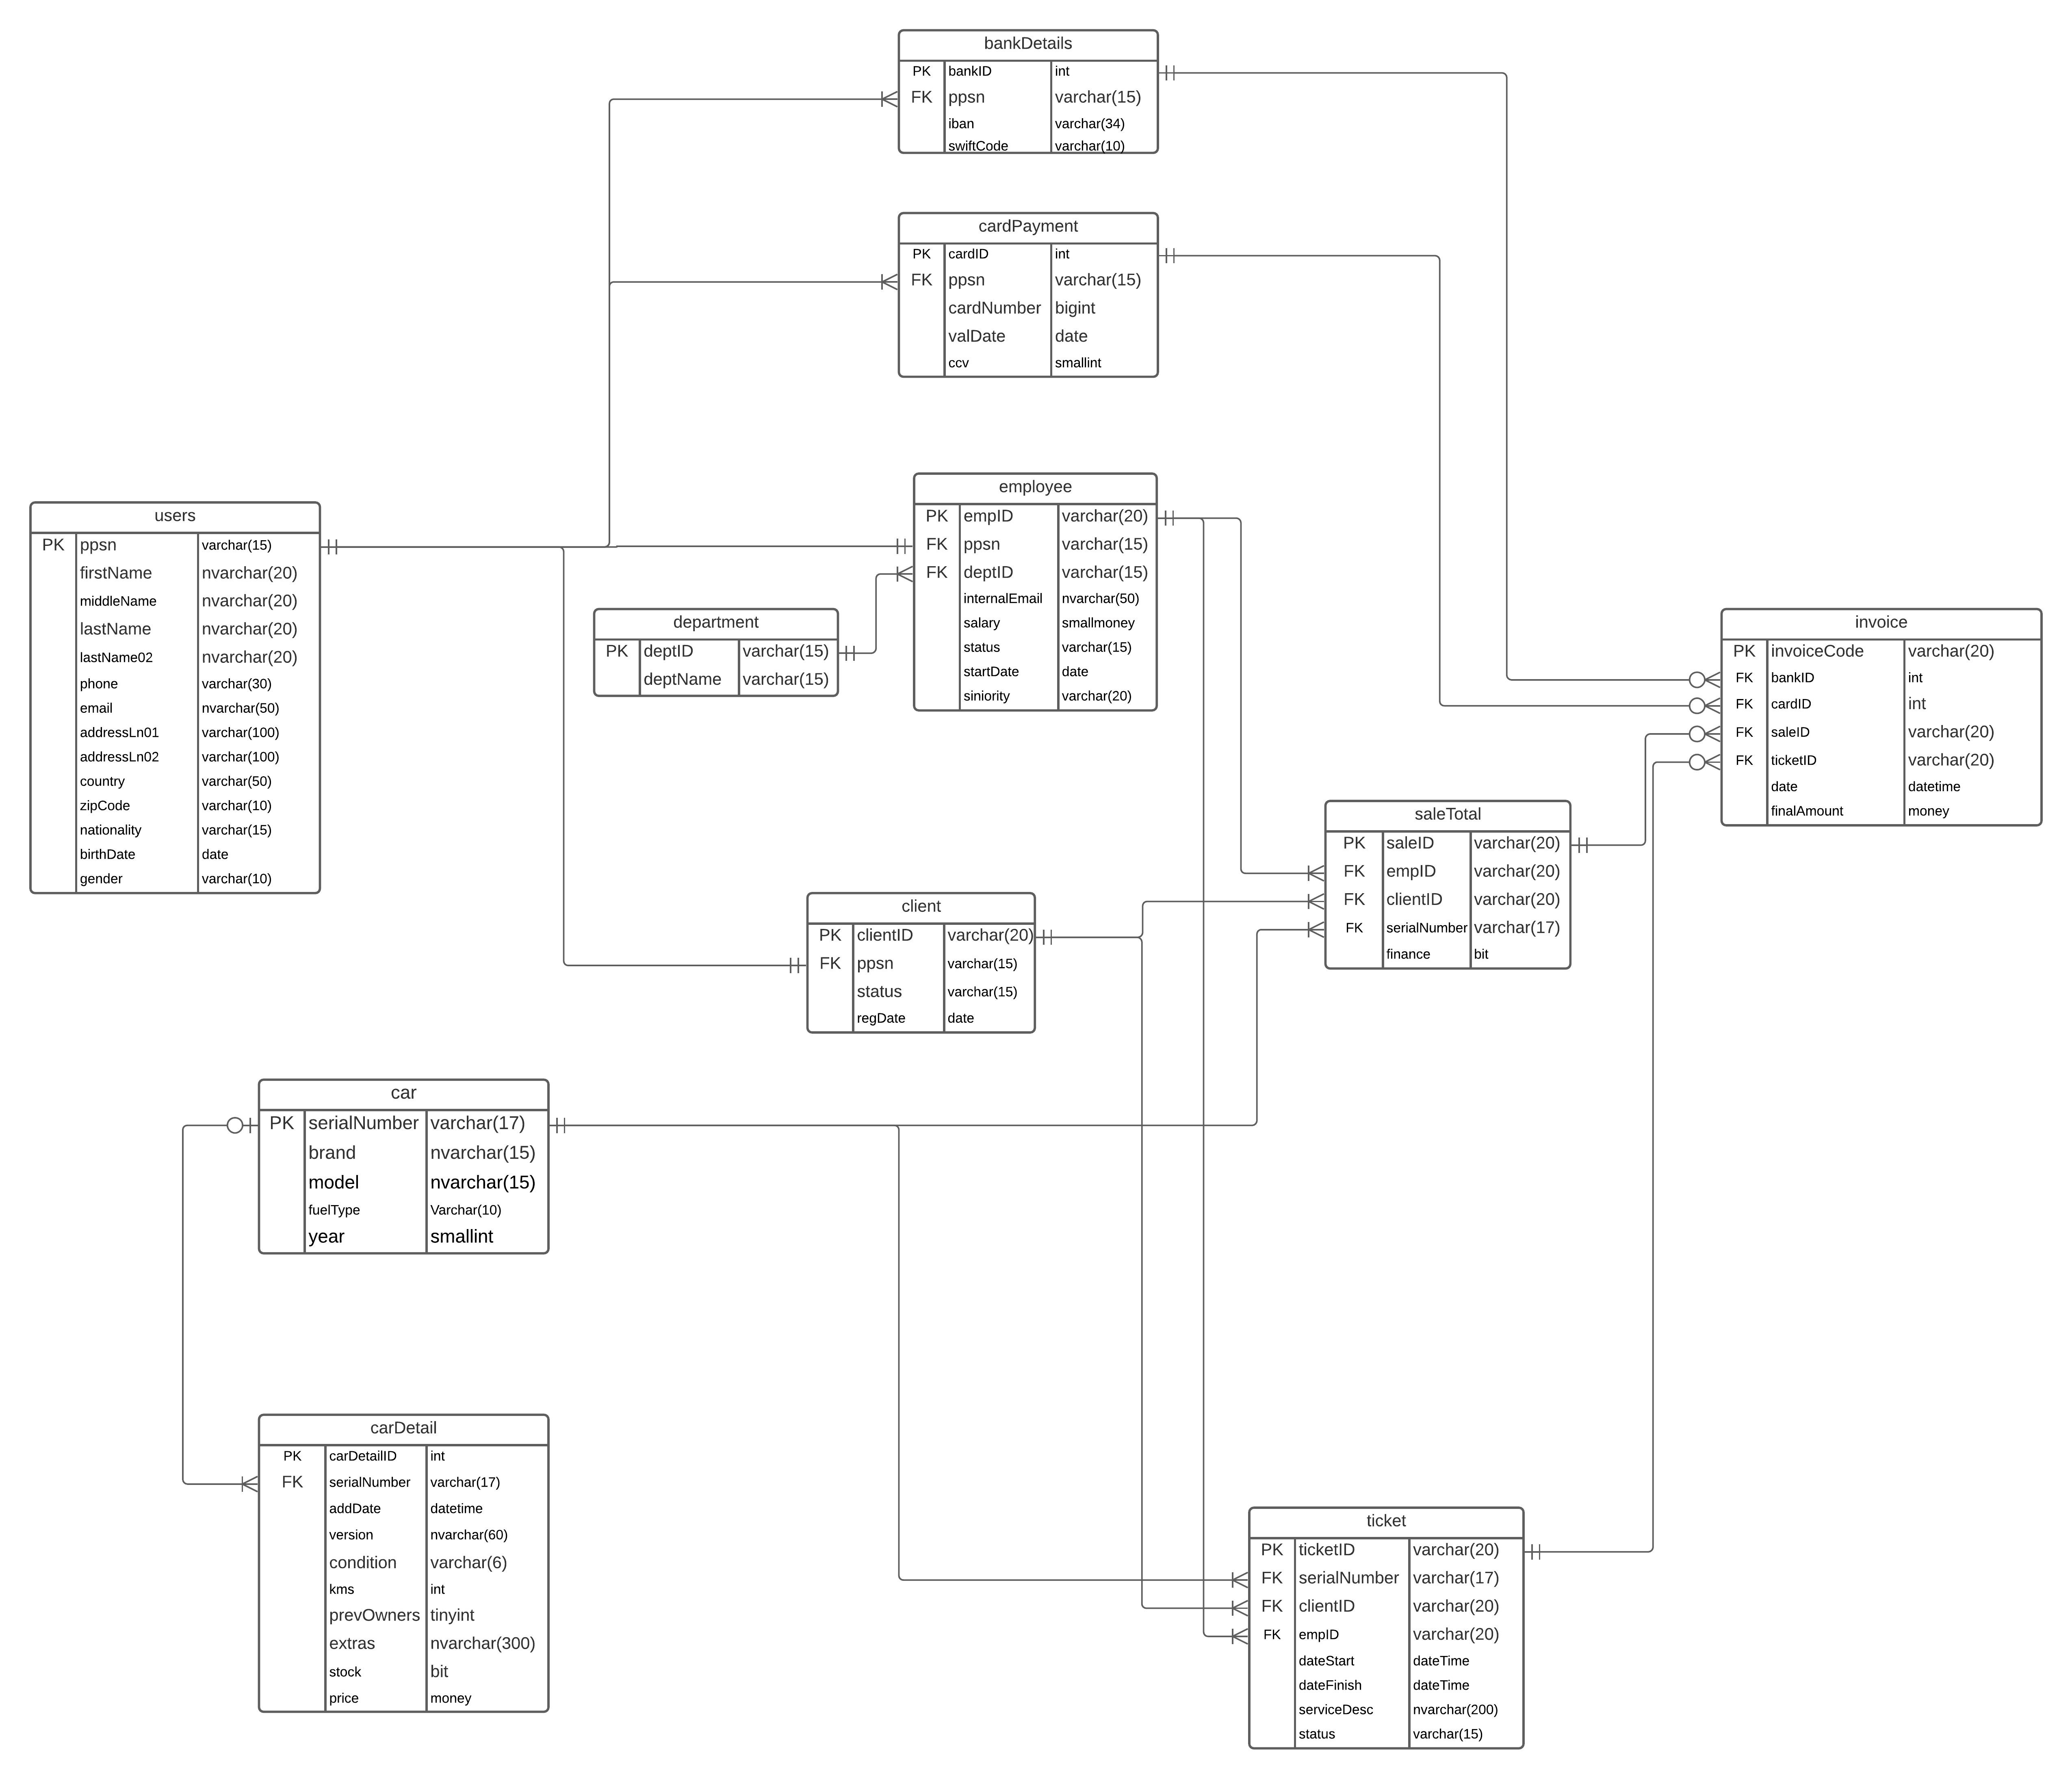 bankDetails
PK bankID int
FK ppsn varchar(15)
iban varchar(34)
swiftCode varchar(10)
cardPayment
PK cardID int
FK ppsn varchar(15)
cardNumber bigint
valDate date
ccv smallint
employee
PK empID varchar(20)
FK ppsn varchar(15)
FK deptID varchar(15)
internalEmail nvarchar(50)
salary smallmoney
status varchar(15)
startDate date
siniority varchar(20)
users
PK ppsn varchar(15)
firstName nvarchar(20)
middleName nvarchar(20)
lastName nvarchar(20)
lastName02 nvarchar(20)
phone varchar(30)
email nvarchar(50)
addressLn01 varchar(100)
addressLn02 varchar(100)
country varchar(50)
zipCode varchar(10)
nationality varchar(15)
birthDate date
gender varchar(10)
department
PK deptID varchar(15)
deptName varchar(15)
invoice
PK invoiceCode varchar(20)
FK bankID int
FK cardID int
FK saleID varchar(20)
FK ticketID varchar(20)
date datetime
finalAmount money
saleTotal
PK saleID varchar(20)
FK empID varchar(20)
FK clientID varchar(20)
FK serialNumber varchar(17)
finance bit
client
PK clientID varchar(20)
FK ppsn varchar(15)
status varchar(15)
regDate date
car
PK serialNumber varchar(17)
brand nvarchar(15)
model nvarchar(15)
fuelType Varchar(10)
year smallint
carDetail
PK carDetailID int
FK serialNumber varchar(17)
addDate datetime
version nvarchar(60)
condition varchar(6)
kms int
prevOwners tinyint
extras nvarchar(300)
stock bit
price money
ticket
PK ticketID varchar(20)
FK serialNumber varchar(17)
FK clientID varchar(20)
FK empID varchar(20)
dateStart dateTime
dateFinish dateTime
serviceDesc nvarchar(200)
status varchar(15)